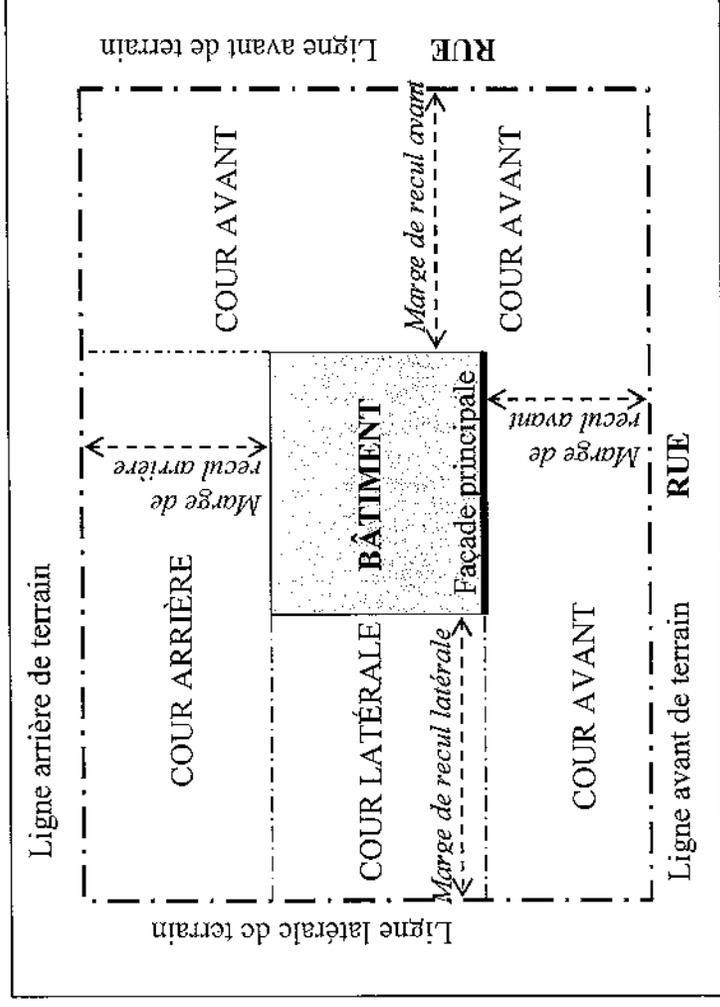 Ligne avant de terrain
RUE
Ligne arrière de terrain
COUR AVANT
Marge de recul avant
COUR AVANT
Marge de
recul arrière
BÂTIMENT
Façade principale
Marge de
recul avant
RUE
COUR ARRIÈRE
COUR LATÉRALE
Marge de recul latérale
COUR AVANT
Ligne avant de terrain
Ligne latérale de terrain